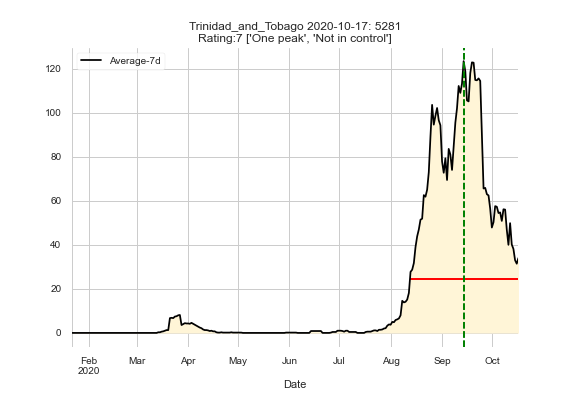 Trinidad_and_Tobago 2020-10-17: 5281
Rating:7 ['One peak', 'Not in control']
Average-7d
120
100
80
60
40
20
0
Feb Mar Apr May Jun Jul Aug Sep Oct
2020
Date